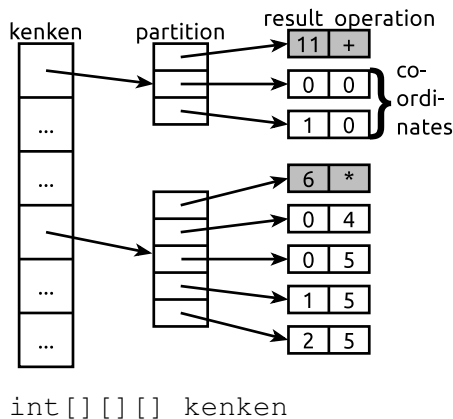 result operation
kenken
partition
11 +
0 0
co-
ordi-
nates
1 0
...
...
6 *
0 4
0 5
...
1 5
...
2 5
int[][][] kenken